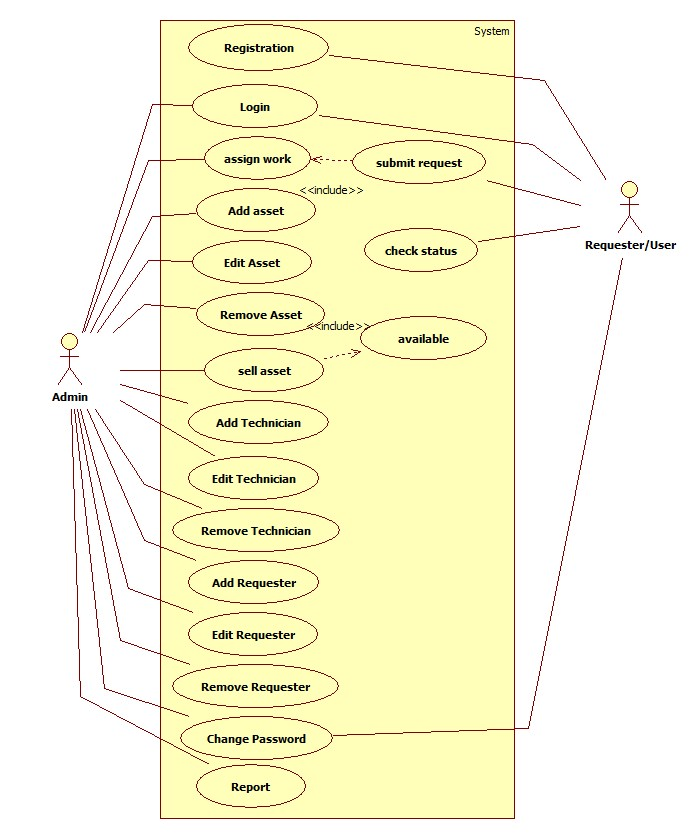 System
Registration
Login
assign work
submit request
<<include>>
Add asset
Requester/User
check status
Edit Asset
Remove Asset
<<include>>
available
sell asset
Admin
Add Technician
Edit Technician
Remove Technician
Add Requester
Edit Requester
Remove Requester
Change Password
Report